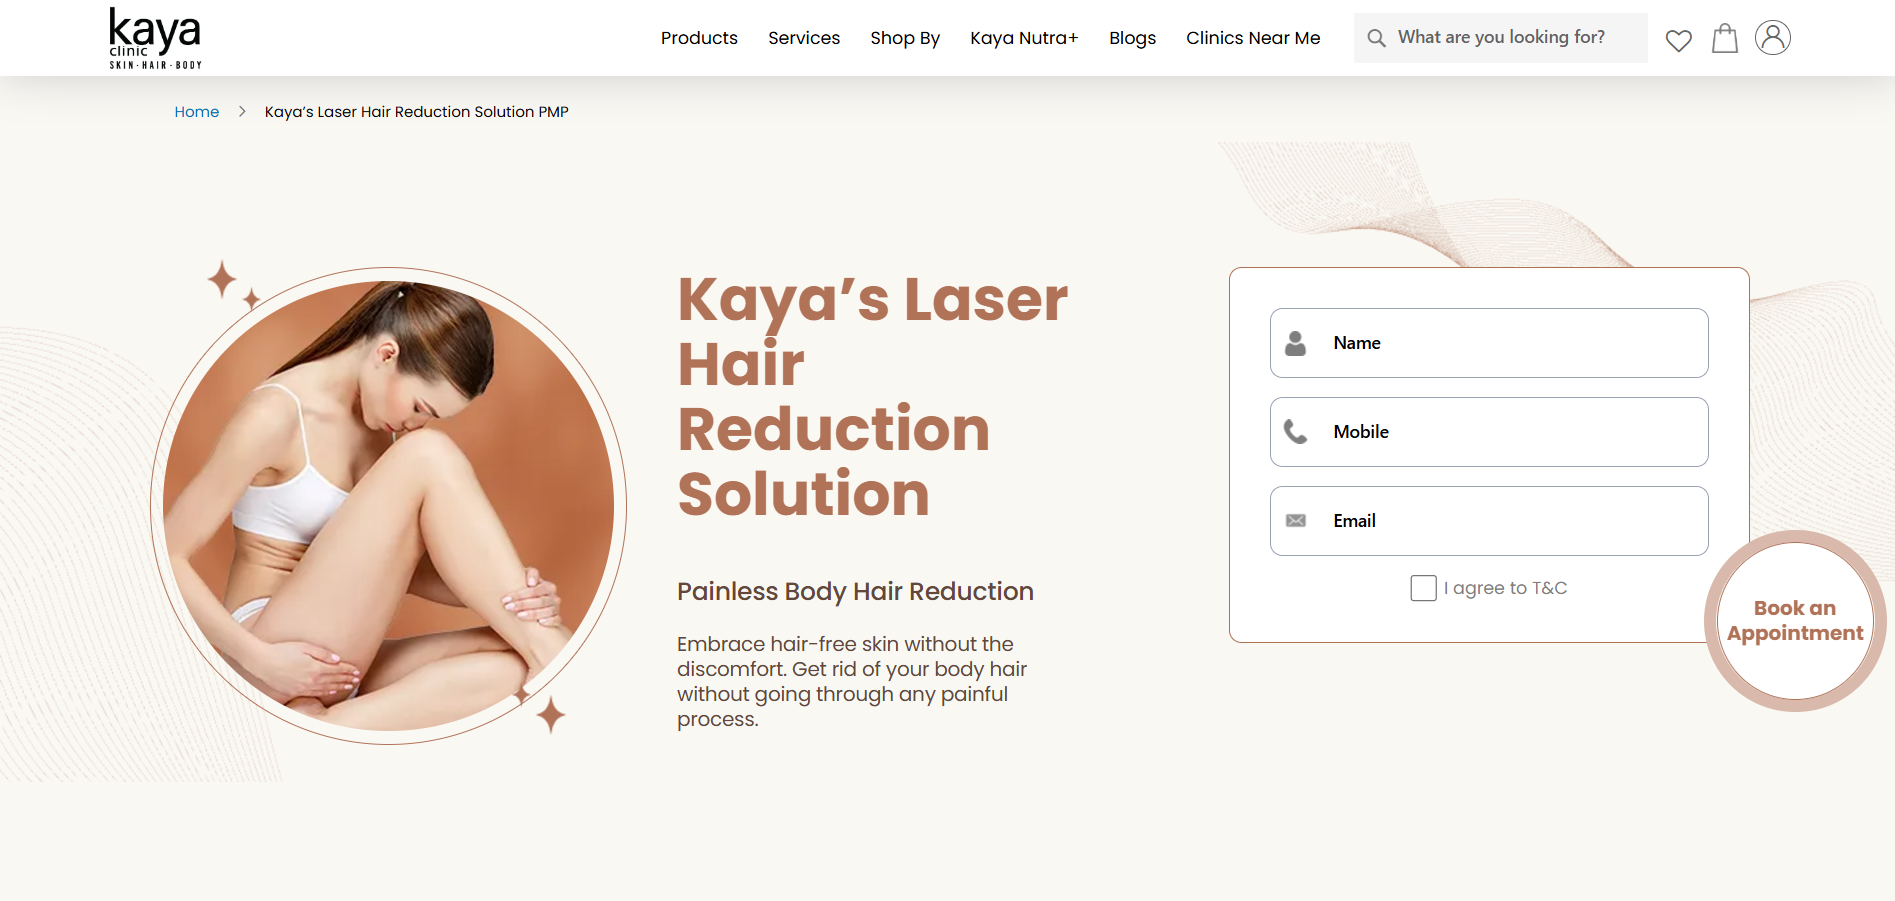 kaya
clinic
SKIN·HAIR·BODY
Products Services Shop By Kaya Nutra+ Blogs Clinics Near Me What are you looking for?
Home > Kaya’s Laser Hair Reduction Solution PMP
Kaya’s Laser
Hair
Reduction
Solution
Painless Body Hair Reduction
Embrace hair-free skin without the
discomfort. Get rid of your body hair
without going through any painful
process.
Name
Mobile
Email
I agree to T&C
Book an
Appointment